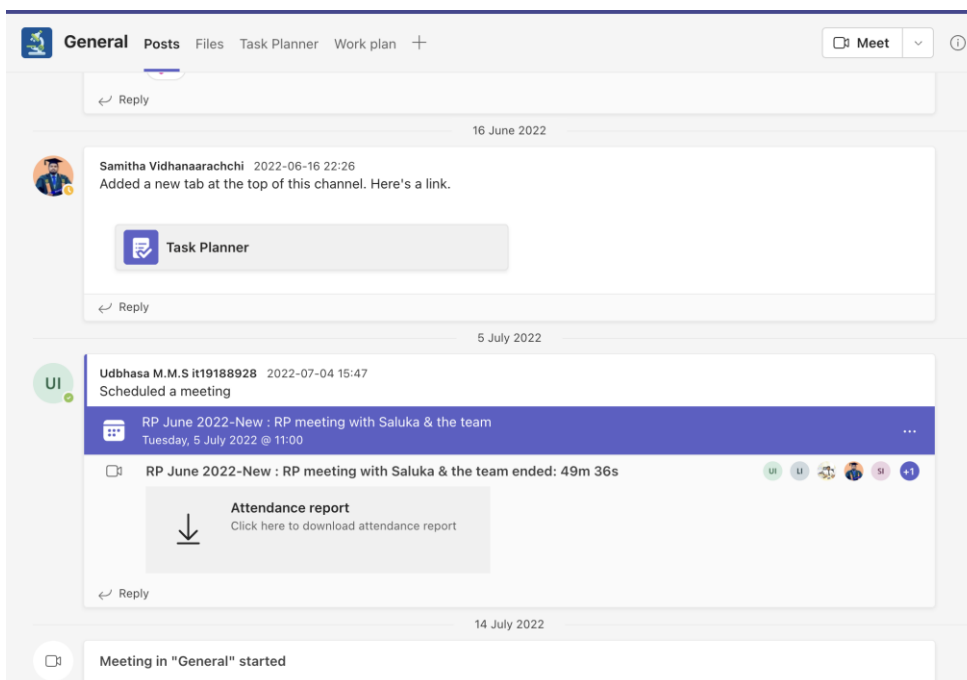 General Posts Files Task Planner Work plan Meet
Reply
16 June 2022
Samitha Vidhanaarachchi 2022-06-16 22:26
Added a new tab at the top of this channel. Here's a link.
Task Planner
Reply
5 July 2022
UI
Udbhasa M.M.S it19188928 2022-07-04 15:47
Scheduled a meeting
RP June 2022-New : RP meeting with Saluka & the team
Tuesday, 5 July 2022 @ 11:00
RP June 2022-New : RP meeting with Saluka & the team ended: 49m 36s
UI LI SI +1
Attendance report
Click here to download attendance report
Reply
14 July 2022
Meeting in "General" started